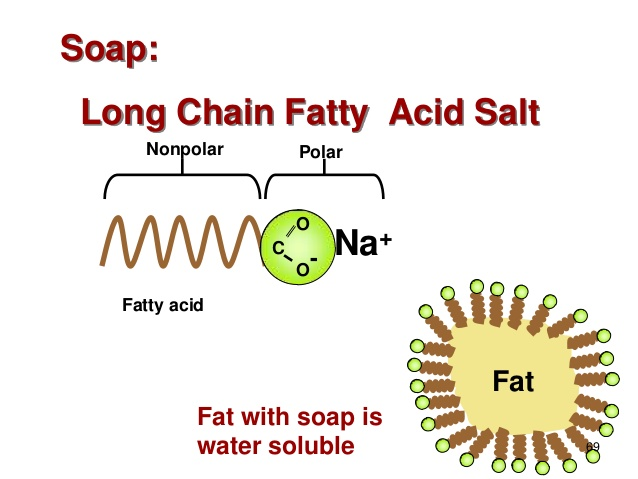 Soap:
Long Chain Fatty Acid Salt
Nonpolar
Polar
C
O
O-
Na+
Fatty acid
Fat
Fat with soap is
water soluble
69